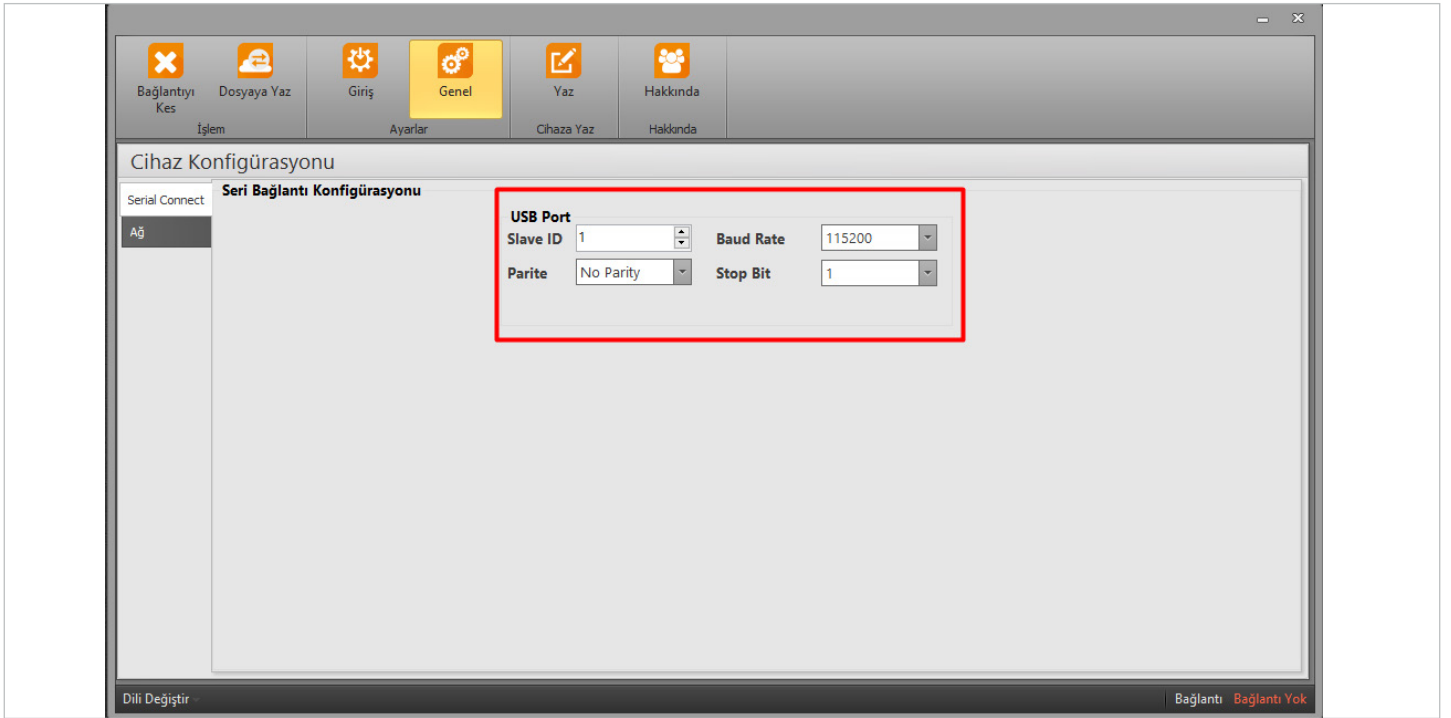 Bağlantıyı Kes
Dosyaya Yaz
Giriş
Genel
Yaz
Hakkında
İşlem
Ayarlar
Cihaza Yaz
Hakkında
Cihaz Konfigürasyonu
Serial Connect
Ağ
Seri Bağlantı Konfigürasyonu
USB Port
Slave ID 1 Baud Rate 115200
Parite No Parity Stop Bit 1
Dili Değiştir
Bağlantı Bağlantı Yok